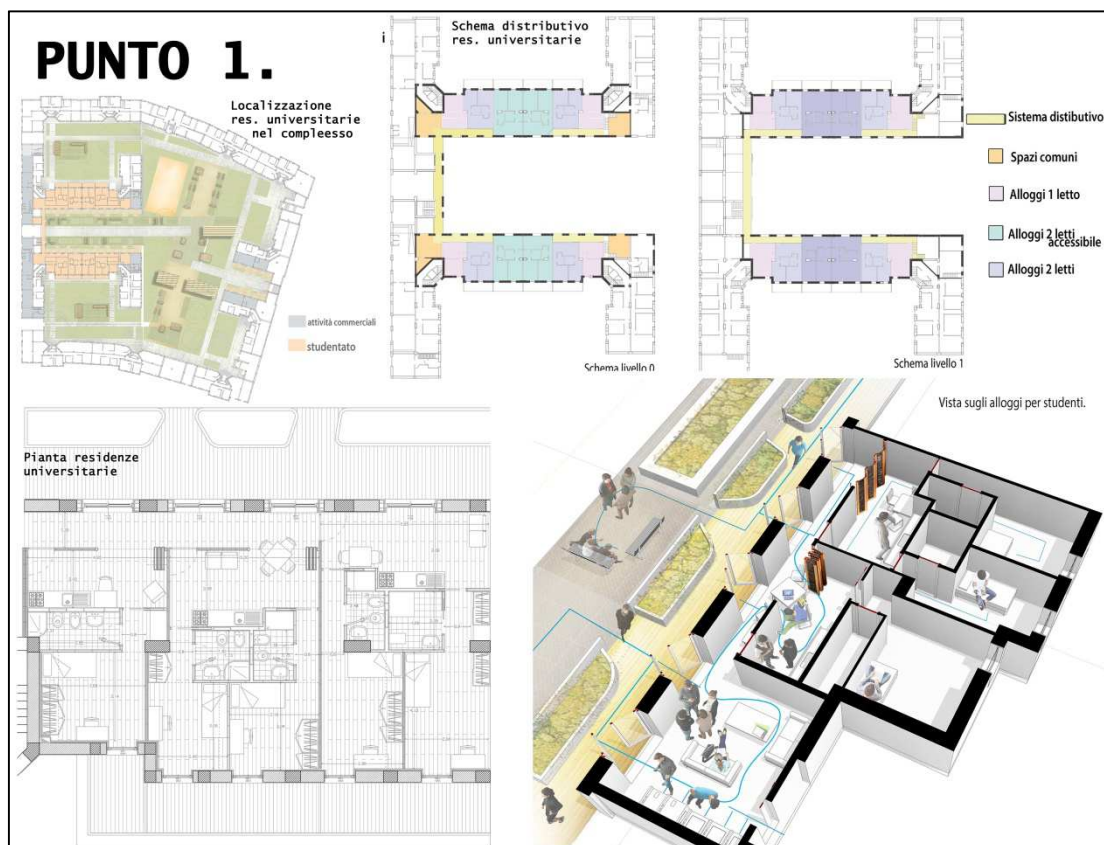 PUNTO 1.
Localizzazione
res. universitarie
nel compleesso
attività commerciali
studentato
i
Schema distributivo
res. universitarie
Schema livello 0
Schema livello 1
Sistema distibutivo
Spazi comuni
Alloggi 1 letto
Alloggi 2 letti
accessibile
Alloggi 2 letti
Pianta residenze
universitarie
Vista sugli alloggi per studenti.